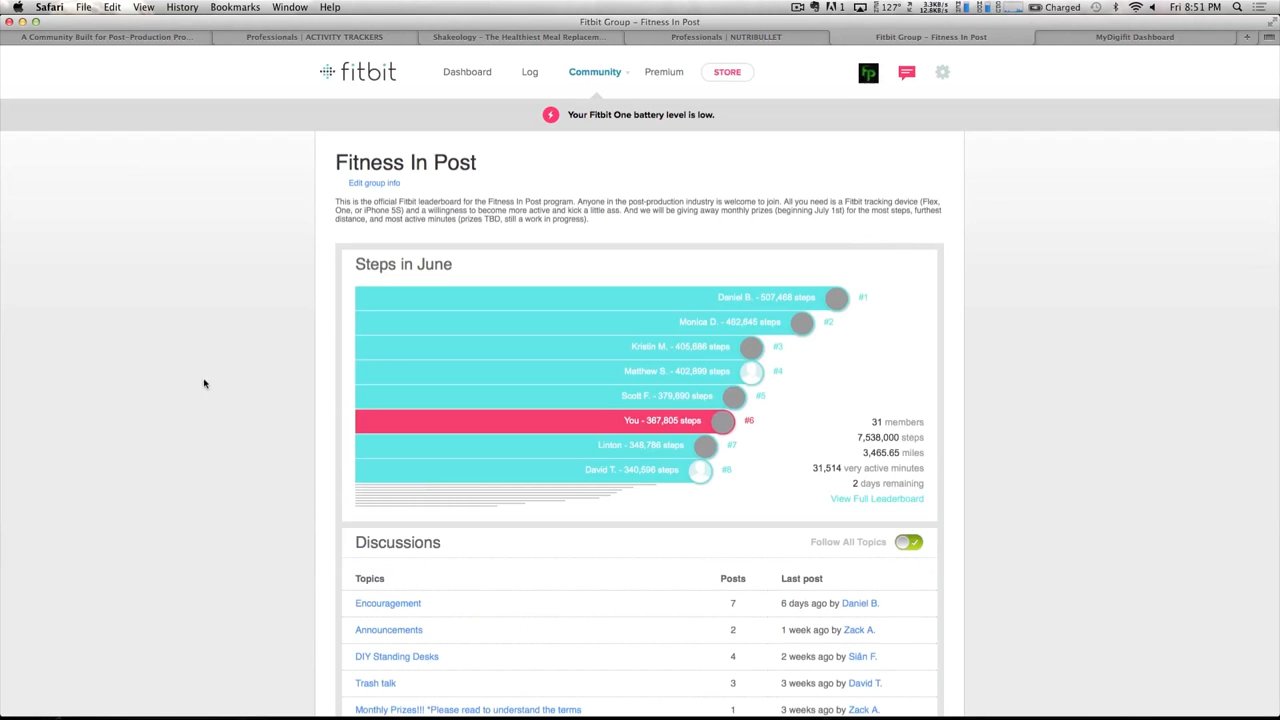 Safari File Edit View History Bookmarks Window Help 1 127° 3.3KB/s 12.8KB/s Charged Fri 8:51 PM
Fitbit Group – Fitness In Post
A Community Built for Post-Production Pro... Professionals | ACTIVITY TRACKERS Shakeology - The Healthiest Meal Replacem... Professionals | NUTRIBULLET Fitbit Group – Fitness In Post MyDigifit Dashboard +
fitbit Dashboard Log Community Premium STORE
Your Fitbit One battery level is low.
Fitness In Post
Edit group info
This is the official Fitbit leaderboard for the Fitness In Post program. Anyone in the post-production industry is welcome to join. All you need is a Fitbit tracking device (Flex,
One, or iPhone 5S) and a willingness to become more active and kick a little ass. And we will be giving away monthly prizes (beginning July 1st) for the most steps, furthest
distance, and most active minutes (prizes TBD, still a work in progress).
Steps in June
Daniel B. - 507,468 steps #1
Monica D. - 462,645 steps #2
Kristin M. - 405,686 steps #3
Matthew S. - 402,899 steps #4
Scott F. - 379,690 steps #5
You - 367,805 steps #6
Linton - 348,786 steps #7
David T. - 340,696 steps #8
31 members
7,538,000 steps
3,465.65 miles
31,514 very active minutes
2 days remaining
View Full Leaderboard
Discussions Follow All Topics
Topics Posts Last post
Encouragement 7 6 days ago by Daniel B.
Announcements 2 1 week ago by Zack A.
DIY Standing Desks 4 2 weeks ago by Siân F.
Trash talk 3 3 weeks ago by David T.
Monthly Prizes!!! *Please read to understand the terms 1 3 weeks ago by Zack A.